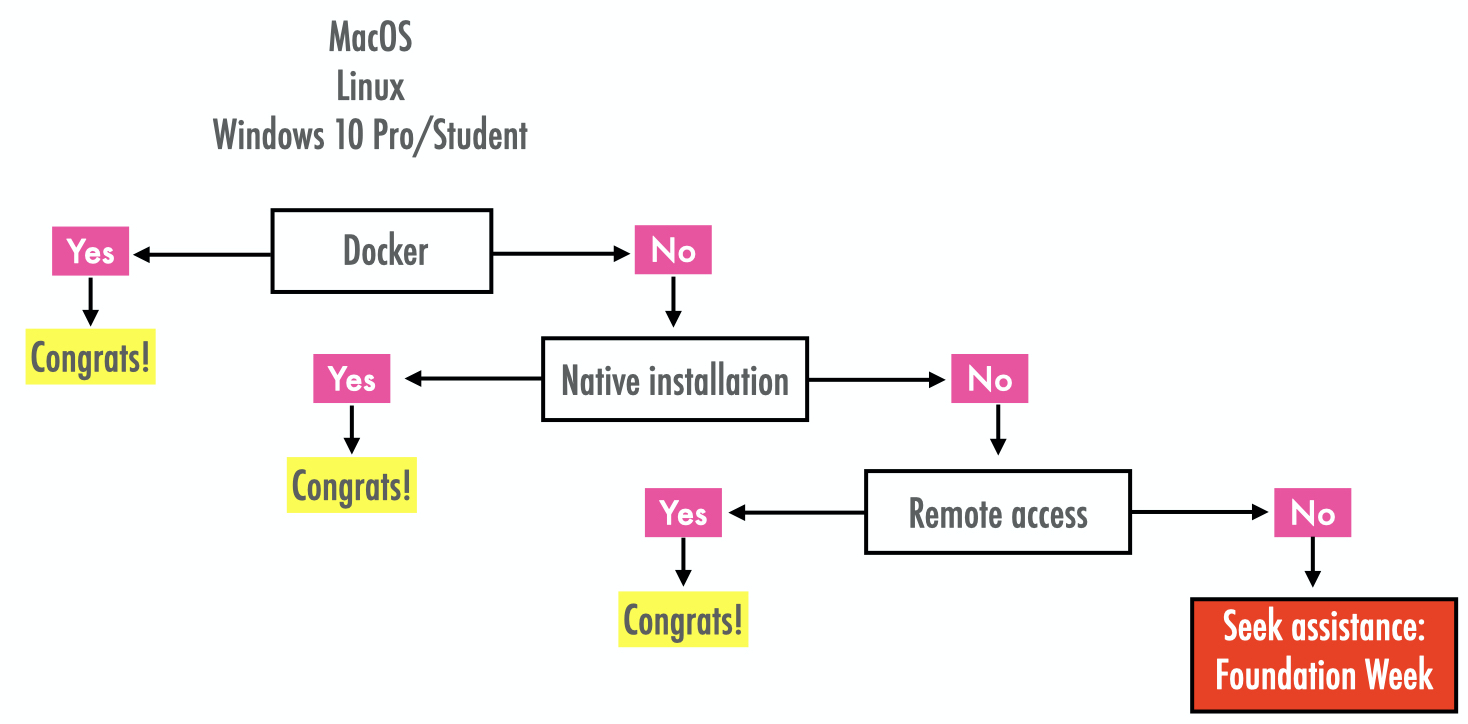 MacOS
Linux
Windows 10 Pro/Student
Yes
Docker
No
Congrats!
Yes
Native installation
No
Congrats!
Yes
Remote access
No
Congrats!
Seek assistance:
Foundation Week